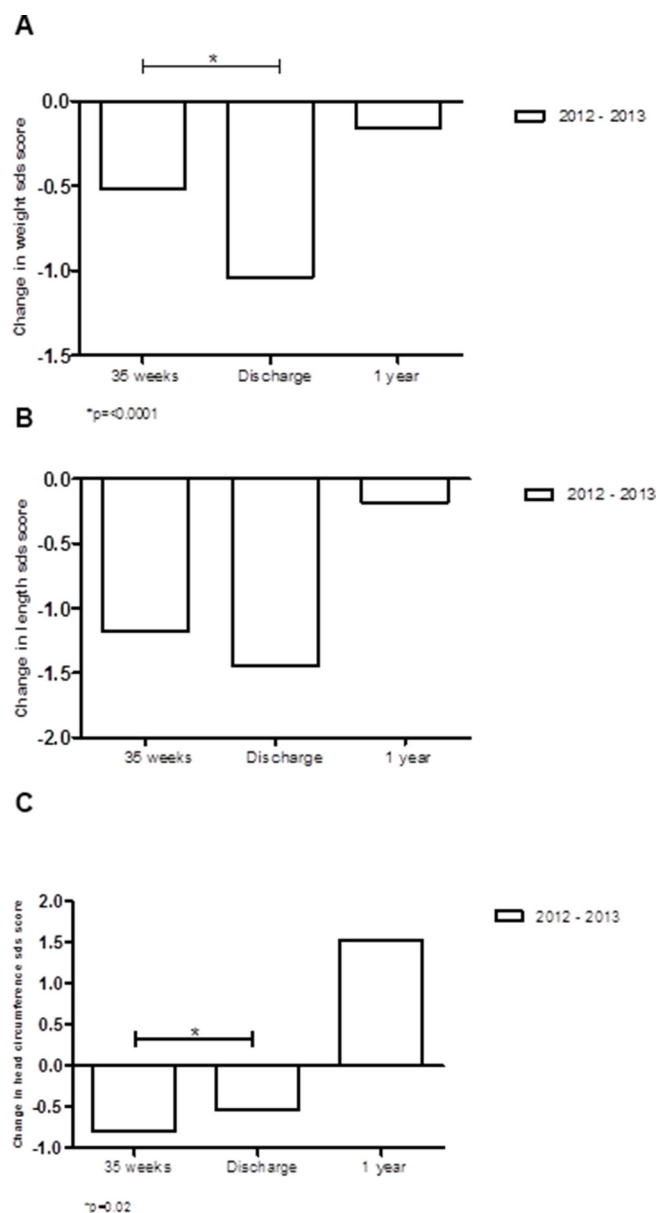 A
*
0.0
2012 - 2013
-0.5
-1.0
-1.5
Change in weight sds score
35 weeks Discharge 1 year
*p=<0.0001
B
0.0
2012 - 2013
-0.5
-1.0
-1.5
-2.0
Change in length sds score
35 weeks Discharge 1 year
C
2.0
2012 - 2013
1.5
1.0
0.5
*
0.0
-0.5
-1.0
Change in head circumference sds score
35 weeks Discharge 1 year
*p=0.02